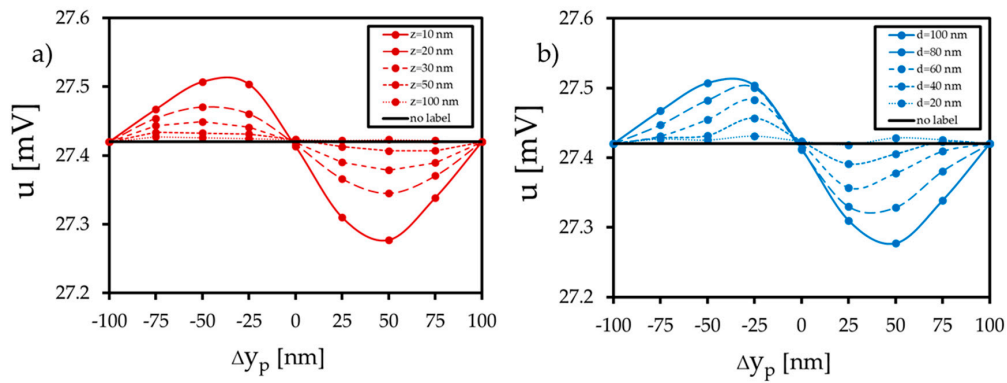 a)
27.6
27.5
27.4
27.3
27.2
u [mV]
z=10 nm
z=20 nm
z=30 nm
z=50 nm
z=100 nm
no label
-100 -75 -50 -25 0 25 50 75 100
Δy_p [nm]
b)
27.6
27.5
27.4
27.3
27.2
u [mV]
d=100 nm
d=80 nm
d=60 nm
d=40 nm
d=20 nm
no label
-100 -75 -50 -25 0 25 50 75 100
Δy_p [nm]